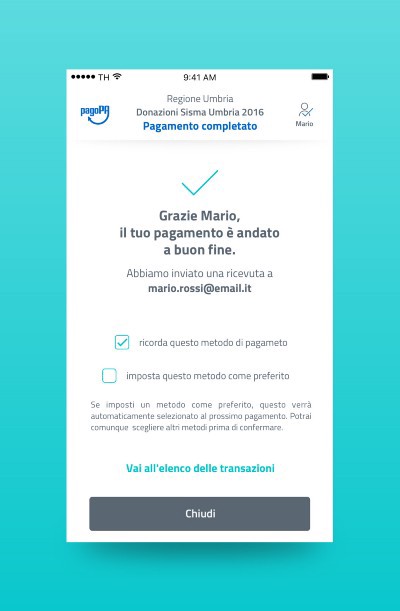 TH
9:41 AM
pagoPA
Regione Umbria
Donazioni Sisma Umbria 2016
Pagamento completato
Mario
Grazie Mario,
il tuo pagamento è andato
a buon fine.
Abbiamo inviato una ricevuta a
mario.rossi@email.it
ricorda questo metodo di pagameto
imposta questo metodo come preferito
Se imposti un metodo come preferito, questo verrà
automaticamente selezionato al prossimo pagamento. Potrai
comunque scegliere altri metodi prima di confermare.
Vai all'elenco delle transazioni
Chiudi